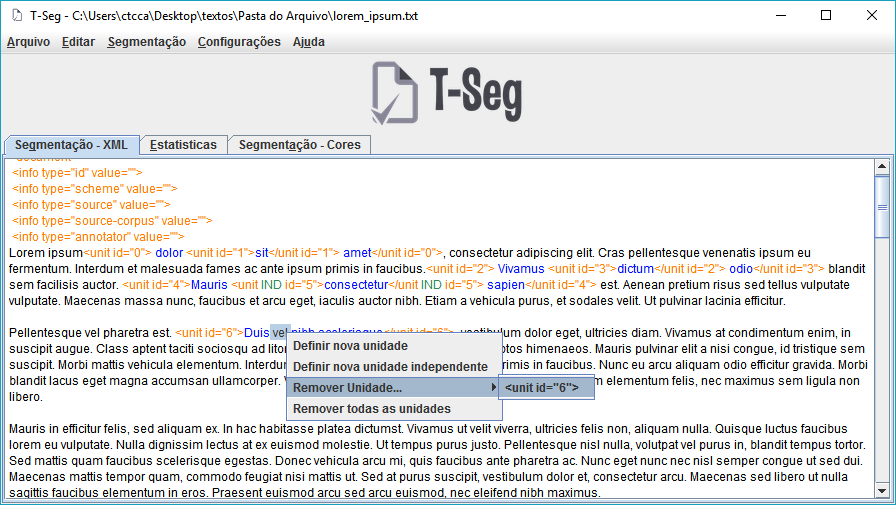 T-Seg - C:\Users\ctcca\Desktop\textos\Pasta do Arquivo\lorem_ipsum.txt
Arquivo Editar Segmentação Configurações Ajuda
T-Seg
Segmentação - XML Estatisticas Segmentação - Cores
<info type="id" value="">
<info type="scheme" value="">
<info type="source" value="">
<info type="source-corpus" value="">
<info type="annotator" value="">
Lorem ipsum<unit id="0"> dolor <unit id="1">sit</unit id="1"> amet</unit id="0">, consectetur adipiscing elit. Cras pellentesque venenatis ipsum eu
fermentum. Interdum et malesuada fames ac ante ipsum primis in faucibus.<unit id="2"> Vivamus <unit id="3">dictum</unit id="2"> odio</unit id="3"> blandit
sem facilisis auctor. <unit id="4">Mauris <unit IND id="5">consectetur</unit IND id="5"> sapien</unit id="4"> est. Aenean pretium risus sed tellus vulputate
vulputate. Maecenas massa nunc, faucibus et arcu eget, iaculis auctor nibh. Etiam a vehicula purus, et sodales velit. Ut pulvinar lacinia efficitur.
Pellentesque vel pharetra est. <unit id="6">Duis vel nibh scelerisque</unit id="6">, vestibulum dolor eget, ultricies diam. Vivamus at condimentum enim, in
suscipit augue. Class aptent taciti sociosqu ad litor
ptos himenaeos. Mauris pulvinar elit a nisi congue, id tristique sem
suscipit. Morbi mattis vehicula elementum. Interdum
primis in faucibus. Nunc eu arcu aliquam odio efficitur gravida. Morbi
blandit lacus eget magna accumsan ullamcorper.
elementum felis, nec maximus sem ligula non
libero.
Definir nova unidade
Definir nova unidade independente
Remover Unidade... <unit id="6">
Remover todas as unidades
Mauris in efficitur felis, sed aliquam ex. In hac habitasse platea dictumst. Vivamus ut velit viverra, ultricies felis non, aliquam nulla. Quisque luctus faucibus
lorem eu vulputate. Nulla dignissim lectus at ex euismod molestie. Ut tempus purus justo. Pellentesque nisl nulla, volutpat vel purus in, blandit tempus tortor.
Sed mattis quam faucibus scelerisque egestas. Donec vehicula arcu mi, quis faucibus ante pharetra ac. Nunc eget nunc nec nisl semper congue ut sed dui.
Maecenas mattis tempor quam, commodo feugiat nisi mattis ut. Sed at purus suscipit, vestibulum dolor et, consectetur arcu. Maecenas sed libero ut nulla
sagittis faucibus elementum in eros. Praesent euismod arcu sed arcu euismod, nec eleifend nibh maximus.